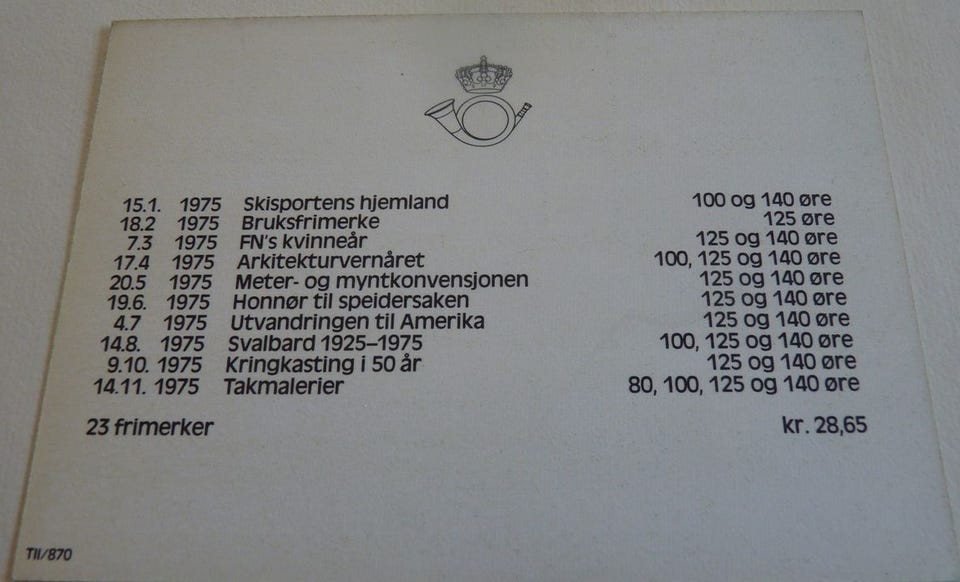 15.1. 1975 Skisportens hjemland 100 og 140 øre
18.2 1975 Bruksfrimerke 125 øre
7.3 1975 FN's kvinneår 125 og 140 øre
17.4 1975 Arkitekturvernåret 100, 125 og 140 øre
20.5 1975 Meter- og myntkonvensjonen 125 og 140 øre
19.6. 1975 Honnør til speidersaken 125 og 140 øre
4.7 1975 Utvandringen til Amerika 125 og 140 øre
14.8. 1975 Svalbard 1925–1975 100, 125 og 140 øre
9.10. 1975 Kringkasting i 50 år 125 og 140 øre
14.11. 1975 Takmalerier 80, 100, 125 og 140 øre
23 frimerker kr. 28,65
TII/870